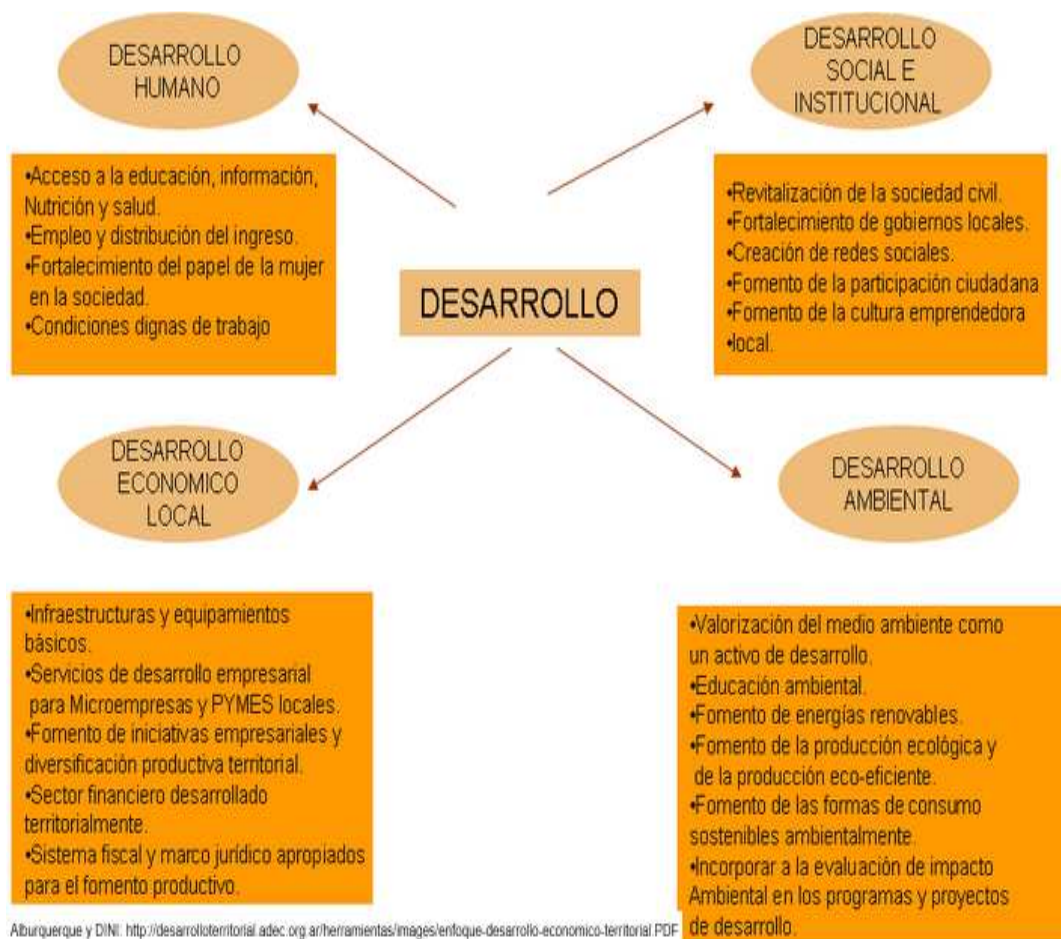 DESARROLLO
HUMANO
•Acceso a la educación, información,
Nutrición y salud.
•Empleo y distribución del ingreso.
•Fortalecimiento del papel de la mujer
en la sociedad.
•Condiciones dignas de trabajo
DESARROLLO
SOCIAL E
INSTITUCIONAL
•Revitalización de la sociedad civil.
•Fortalecimiento de gobiernos locales.
•Creación de redes sociales.
•Fomento de la participación ciudadana
•Fomento de la cultura emprendedora
•local.
DESARROLLO
DESARROLLO
ECONOMICO
LOCAL
•Infraestructuras y equipamientos
básicos.
•Servicios de desarrollo empresarial
para Microempresas y PYMES locales.
•Fomento de iniciativas empresariales y
diversificación productiva territorial.
•Sector financiero desarrollado
territorialmente.
•Sistema fiscal y marco jurídico apropiados
para el fomento productivo.
DESARROLLO
AMBIENTAL
•Valorización del medio ambiente como
un activo de desarrollo.
•Educación ambiental.
•Fomento de energías renovables.
•Fomento de la producción ecológica y
de la producción eco-eficiente.
•Fomento de las formas de consumo
sostenibles ambientalmente.
•Incorporar a la evaluación de impacto
Ambiental en los programas y proyectos
de desarrollo.
Alburquerque y DINI: http://desarrolloterritorial.adec.org.ar/herramientas/images/enfoque-desarrollo-economico-territorial.PDF